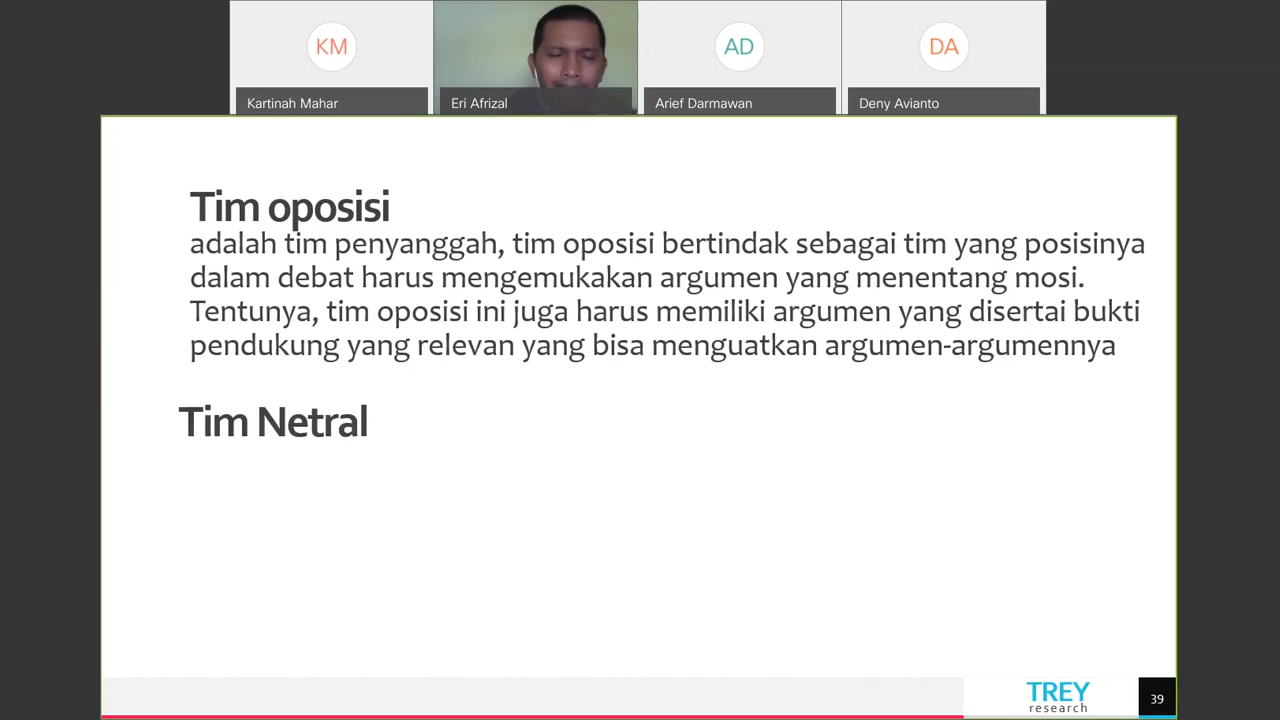 KM
AD
DA
Kartinah Mahar
Eri Afrizal
Arief Darmawan
Deny Avianto
Tim oposisi
adalah tim penyanggah, tim oposisi bertindak sebagai tim yang posisinya
dalam debat harus mengemukakan argumen yang menentang mosi.
Tentunya, tim oposisi ini juga harus memiliki argumen yang disertai bukti
pendukung yang relevan yang bisa menguatkan argumen-argumennya
Tim Netral
TREY
research
39